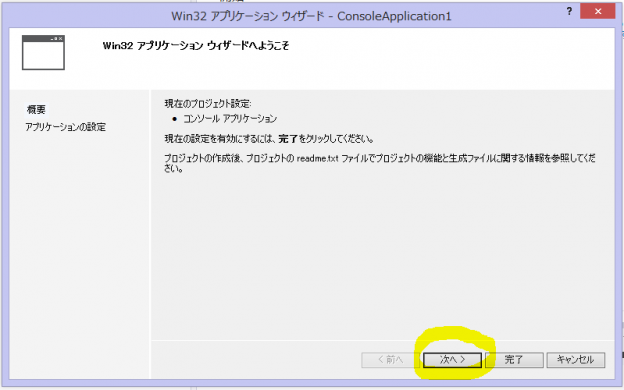 Win32 アプリケーション ウィザード - ConsoleApplication1
? ×
Win32 アプリケーション ウィザードへようこそ
概要
アプリケーションの設定
現在のプロジェクト設定:
• コンソール アプリケーション
現在の設定を有効にするには、完了をクリックしてください。
プロジェクトの作成後、プロジェクトの readme.txt ファイルでプロジェクトの機能と生成ファイルに関する情報を参照してくだ
さい。
< 前へ 次へ > 完了 キャンセル